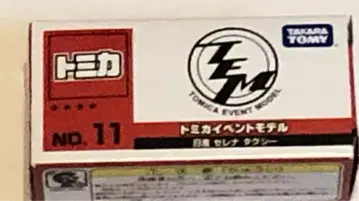 トミカ
TEM
TOMICA EVENT MODEL
TAKARA TOMY
NO. 11
トミカイベントモデル
日産 セレナ タクシー